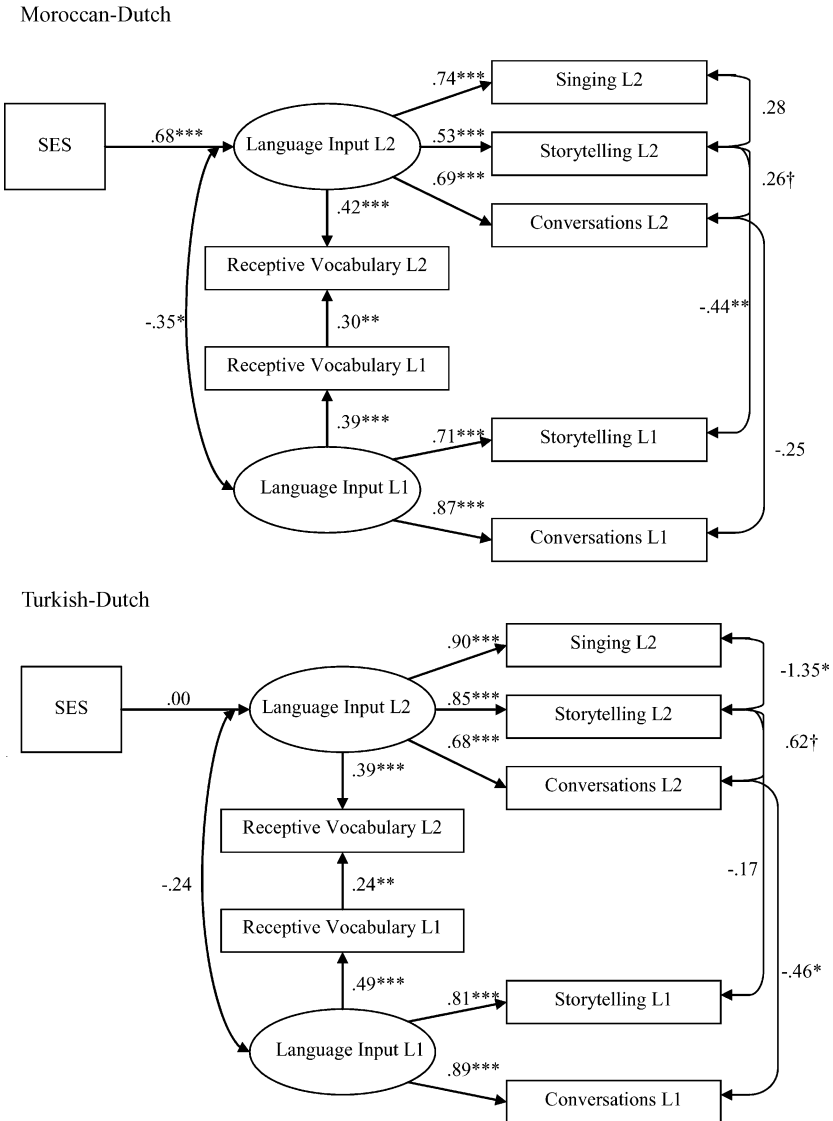 Moroccan-Dutch
.74***
Singing L2
.28
SES
.68***
Language Input L2
.53***
Storytelling L2
.26†
.69***
.42***
Conversations L2
Receptive Vocabulary L2
-.44**
-.35*
.30**
Receptive Vocabulary L1
.39***
.71***
Storytelling L1
-.25
Language Input L1
.87***
Conversations L1
Turkish-Dutch
.90***
Singing L2
-1.35*
SES
.00
Language Input L2
.85***
Storytelling L2
.62†
.68***
.39***
Conversations L2
Receptive Vocabulary L2
-.17
-.24
.24**
Receptive Vocabulary L1
-.46*
.49***
.81***
Storytelling L1
Language Input L1
.89***
Conversations L1